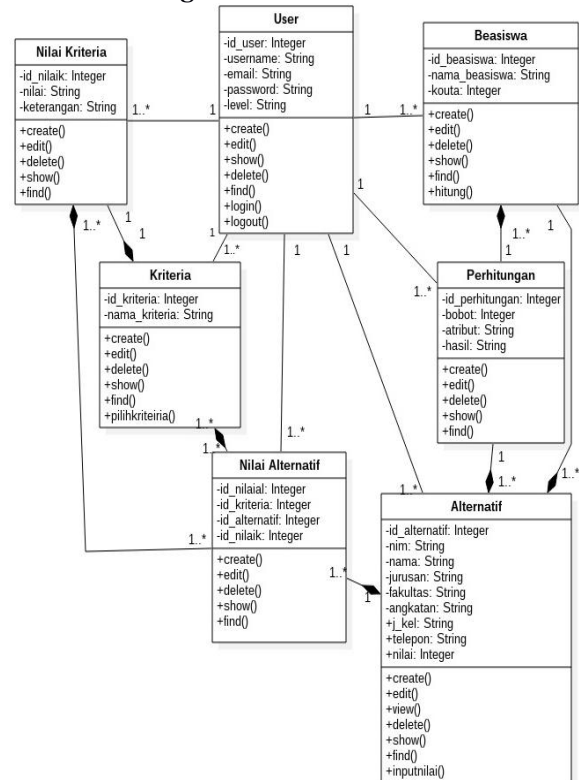 User
-id_user: Integer
-username: String
-email: String
-password: String
-level: String
+create()
+edit()
+show()
+delete()
+find()
+login()
+logout()
Nilai Kriteria
-id_nilaik: Integer
-nilai: String
-keterangan: String
+create()
+edit()
+delete()
+show()
+find()
Beasiswa
-id_beasiswa: Integer
-nama_beasiswa: String
-kouta: Integer
+create()
+edit()
+delete()
+show()
+find()
+hitung()
1..*
1
1
1..*
1..*
1
1
1
1..*
1
1
1
1..*
1
1
1..*
Kriteria
-id_kriteria: Integer
-nama_kriteria: String
+create()
+edit()
+delete()
+show()
+find()
+pilihkriteiria()
Perhitungan
-id_perhitungan: Integer
-bobot: Integer
-atribut: String
-hasil: String
+create()
+edit()
+delete()
+show()
+find()
1..*
1..*
1..*
1
1..*
1..*
1..*
Nilai Alternatif
-id_nilaial: Integer
-id_kriteria: Integer
-id_alternatif: Integer
-id_nilaik: Integer
+create()
+edit()
+delete()
+show()
+find()
1..*
1..*
1
Alternatif
-id_alternatif: Integer
-nim: String
-nama: String
-jurusan: String
-fakultas: String
-angkatan: String
+j_kel: String
+telepon: String
+nilai: Integer
+create()
+edit()
+view()
+delete()
+show()
+find()
+inputnilai()